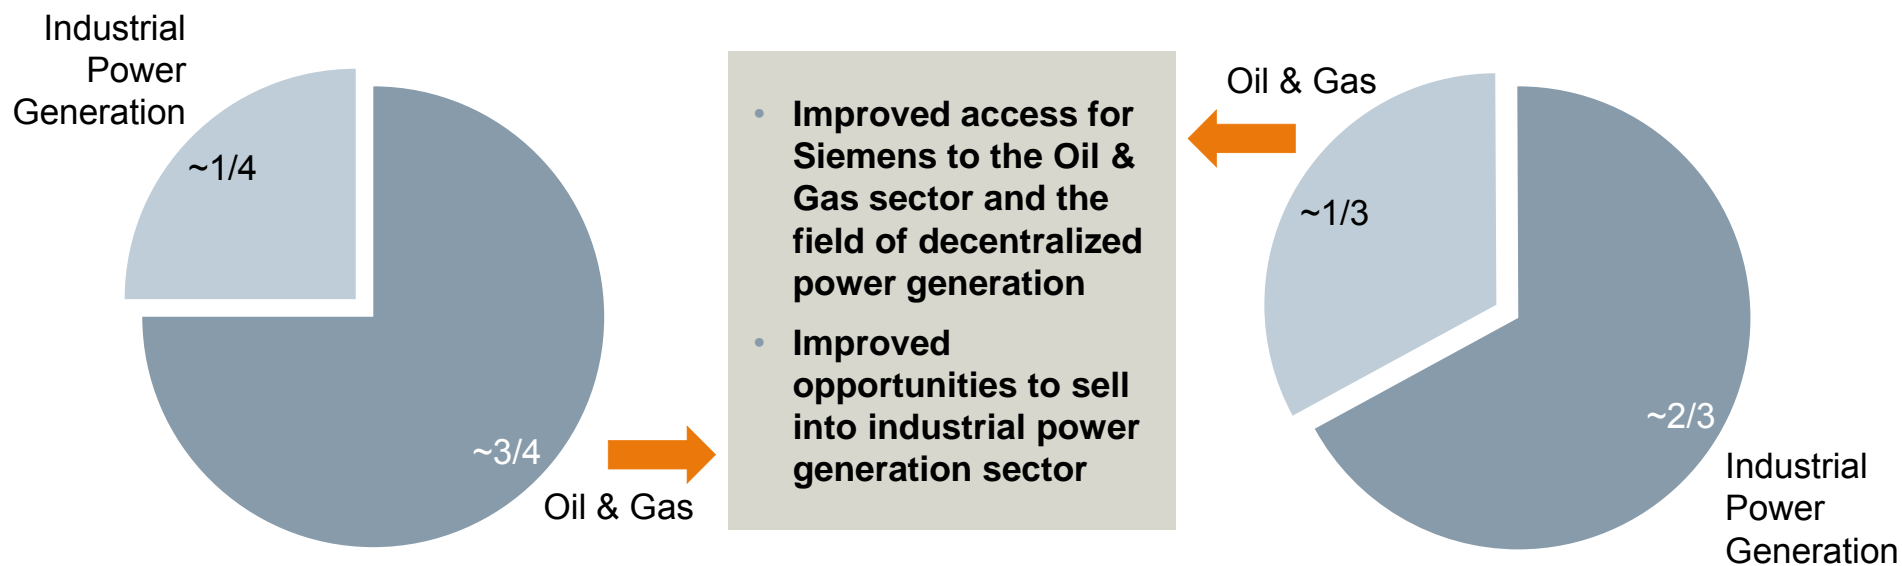 Industrial
Power
Generation
~1/4
~3/4
Oil & Gas
• Improved access for
Siemens to the Oil &
Gas sector and the
field of decentralized
power generation
• Improved
opportunities to sell
into industrial power
generation sector
Oil & Gas
~1/3
~2/3
Industrial
Power
Generation